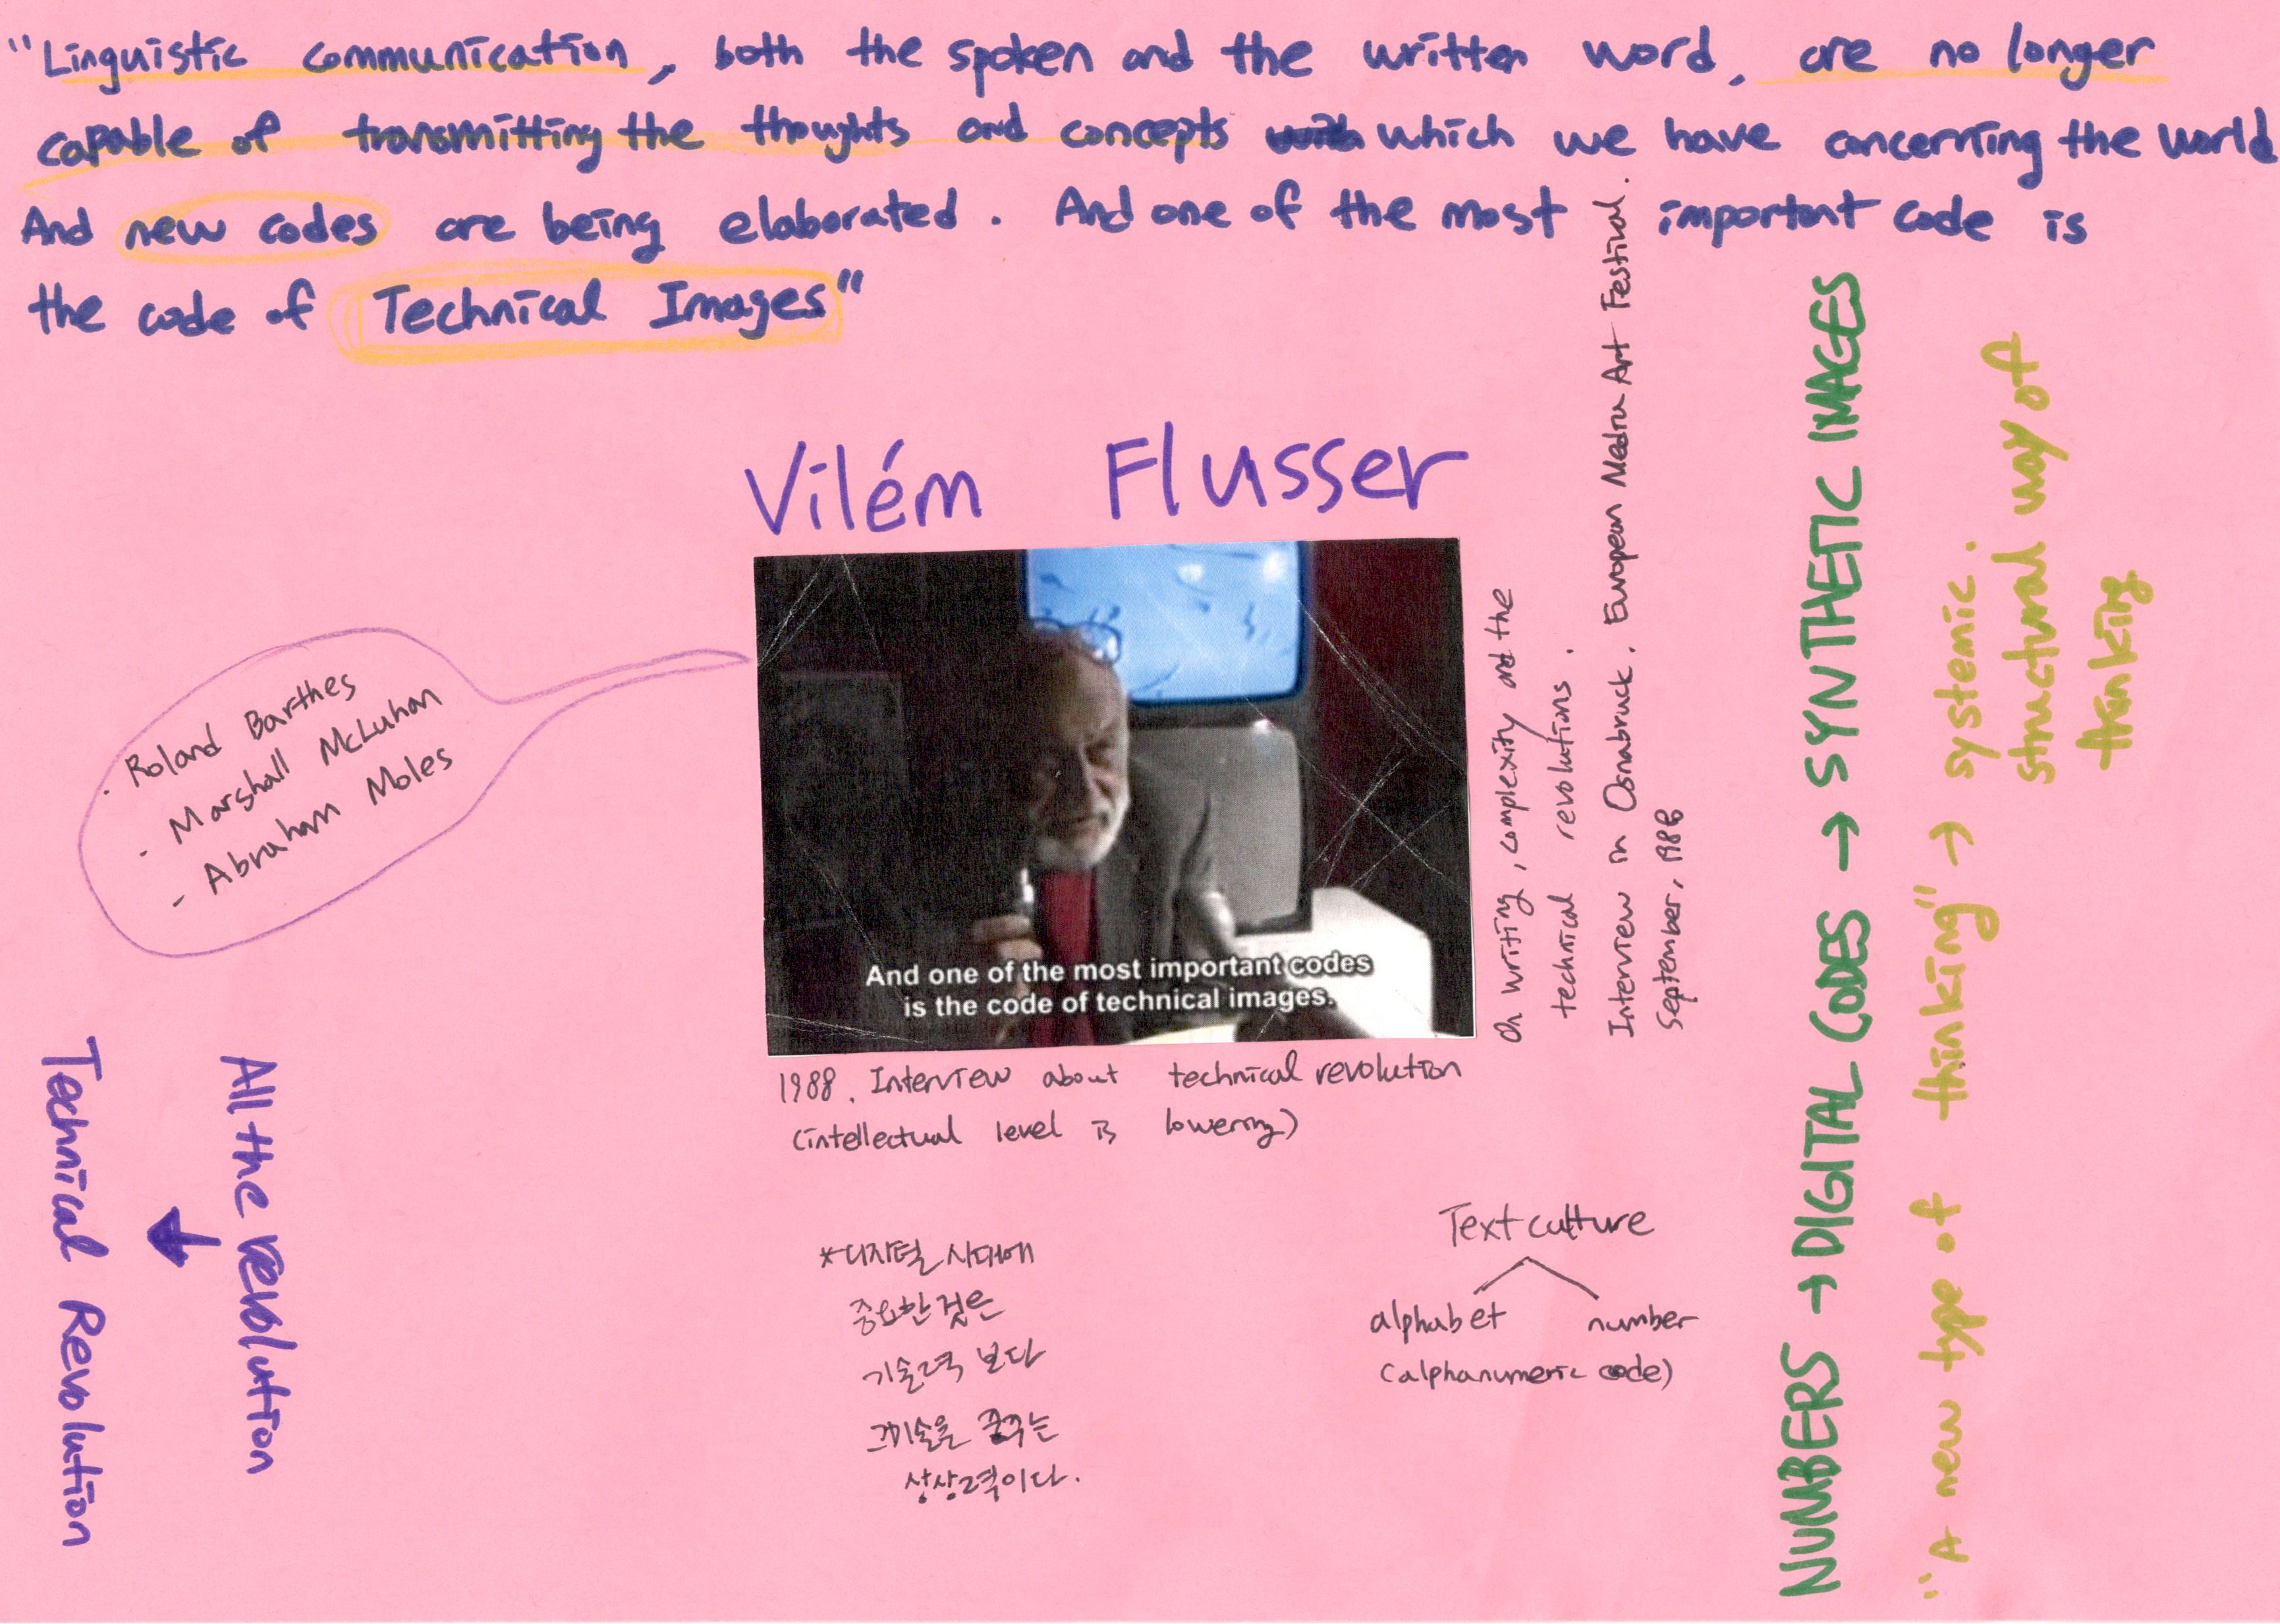 "Linguistic communication, both the spoken and the written word, are no longer
capable of transmitting the thoughts and concepts which we have concerning the world
And new codes are being elaborated. And one of the most important code is
the code of Technical Images"
Vilém Flusser
· Roland Barthes
- Marshall McLuhan
- Abraham Moles
And one of the most important codes
is the code of technical images.
1988. Interview about technical revolution
(intellectual level is lowering)
On writing, complexity and the
technical revolutions.
Interview in Osnabruck, European Media Art Festival.
September, 1988
All the revolution
↓
Technical Revolution
*디지털 시대에
중요한 것은
기술력 보다
그 기술을 꿈꾸는
상상력이다.
Text culture
alphabet number
(alphanumeric code)
NUMBERS → DIGITAL CODES → SYNTHETIC IMAGES
"A new type of thinking" → systemic.
structural way of
thinking